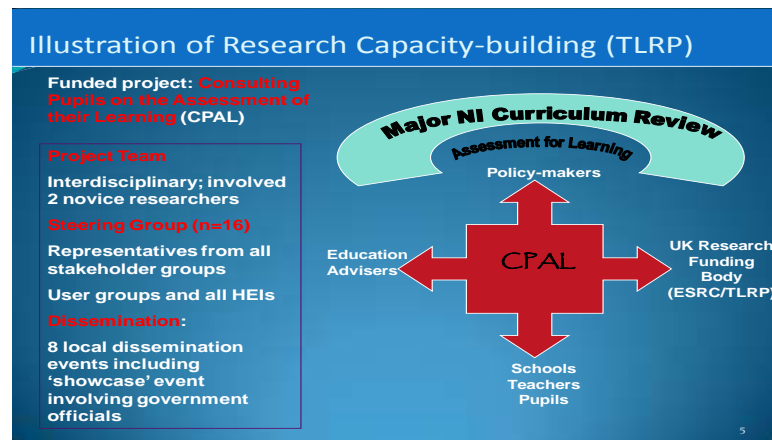 Illustration of Research Capacity-building (TLRP)
Funded project: Consulting
Pupils on the Assessment of
their Learning (CPAL)
Project Team
Interdisciplinary; involved
2 novice researchers
Steering Group (n=16)
Representatives from all
stakeholder groups
User groups and all HEIs
Dissemination:
8 local dissemination
events including
‘showcase’ event
involving government
officials
Major NI Curriculum Review
Assessment for Learning
Policy-makers
Education
Advisers
CPAL
UK Research
Funding
Body
(ESRC/TLRP)
Schools
Teachers
Pupils
5